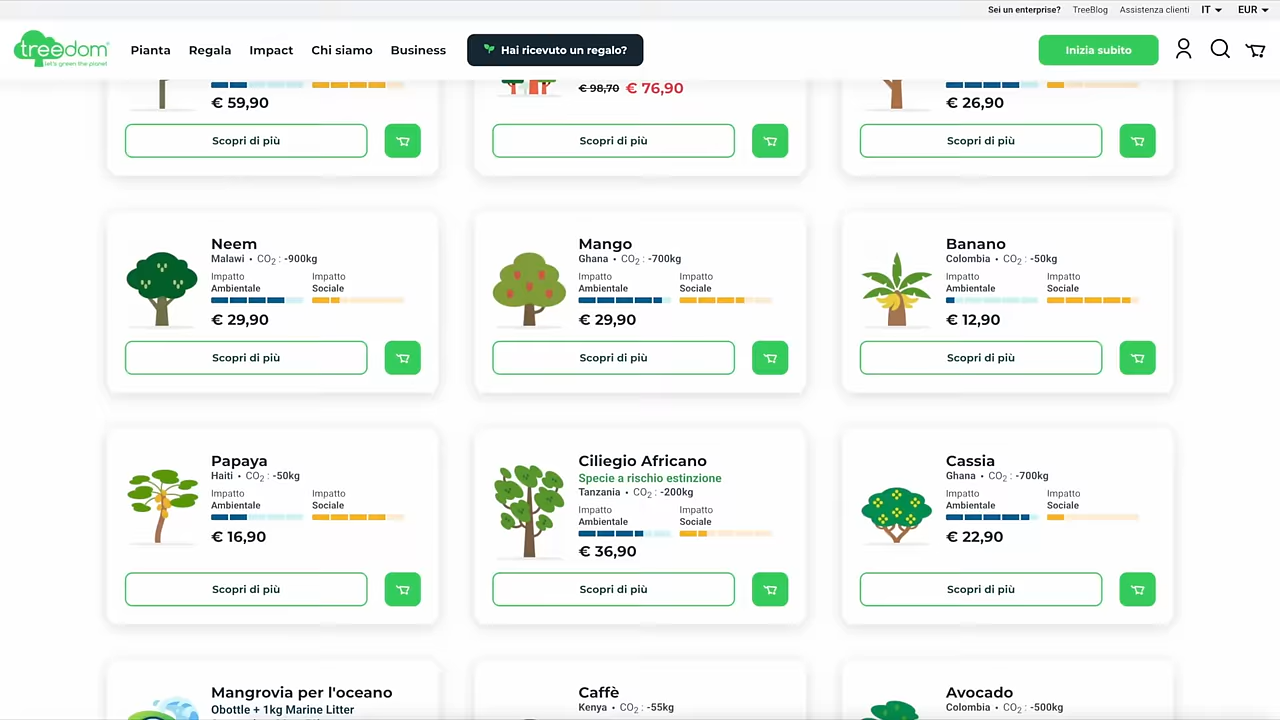 Sei un enterprise? TreeBlog Assistenza clienti IT EUR
treedom
let's green the planet
Pianta Regala Impact Chi siamo Business Hai ricevuto un regalo? Inizia subito
€ 59,90
Scopri di più
€ 98,70 € 76,90
Scopri di più
€ 26,90
Scopri di più
Neem
Malawi • CO2 : -900kg
Impatto Impatto
Ambientale Sociale
€ 29,90
Scopri di più
Mango
Ghana • CO2 : -700kg
Impatto Impatto
Ambientale Sociale
€ 29,90
Scopri di più
Banano
Colombia • CO2 : -50kg
Impatto Impatto
Ambientale Sociale
€ 12,90
Scopri di più
Papaya
Haiti • CO2 : -50kg
Impatto Impatto
Ambientale Sociale
€ 16,90
Scopri di più
Ciliegio Africano
Specie a rischio estinzione
Tanzania • CO2 : -200kg
Impatto Impatto
Ambientale Sociale
€ 36,90
Scopri di più
Cassia
Ghana • CO2 : -700kg
Impatto Impatto
Ambientale Sociale
€ 22,90
Scopri di più
Mangrovia per l'oceano
Obottle + 1kg Marine Litter
Caffè
Kenya • CO2 : -55kg
Avocado
Colombia • CO2 : -500kg